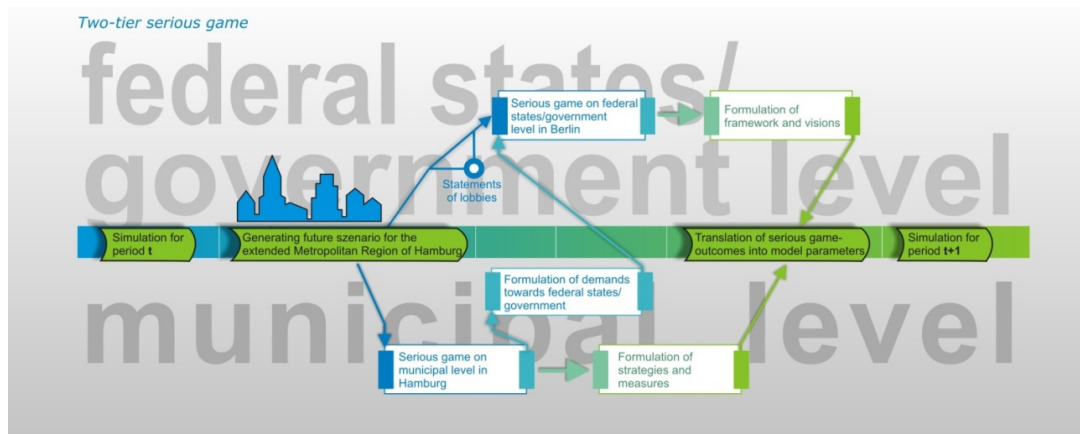 Two-tier serious game
federal states/
government level
municipal level
Serious game on federal
states/government
level in Berlin
Formulation of
framework and visions
Statements
of lobbies
Simulation for
period t
Generating future szenario for the
extended Metropolitan Region of Hamburg
Translation of serious game-
outcomes into model parameters
Simulation for
period t+1
Formulation of demands
towards federal states/
government
Serious game on
municipal level in
Hamburg
Formulation of
strategies and
measures